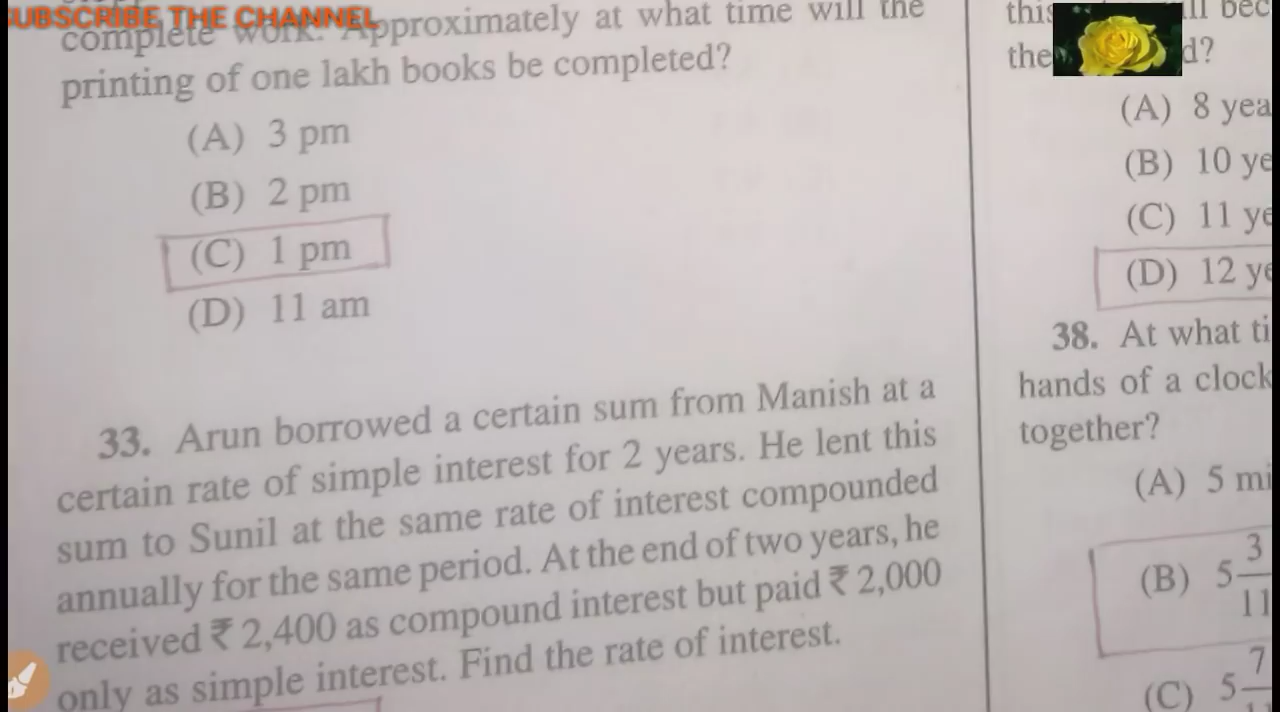 SUBSCRIBE THE CHANNEL
complete work. Approximately at what time will the
printing of one lakh books be completed?
(A) 3 pm
(B) 2 pm
(C) 1 pm
(D) 11 am
33. Arun borrowed a certain sum from Manish at a
certain rate of simple interest for 2 years. He lent this
sum to Sunil at the same rate of interest compounded
annually for the same period. At the end of two years, he
received ₹ 2,400 as compound interest but paid ₹ 2,000
only as simple interest. Find the rate of interest.
the d?
(A) 8 yea
(B) 10 ye
(C) 11 ye
(D) 12 ye
38. At what ti
hands of a clock
together?
(A) 5 mi
(B) 5 3/11
(C) 5 7